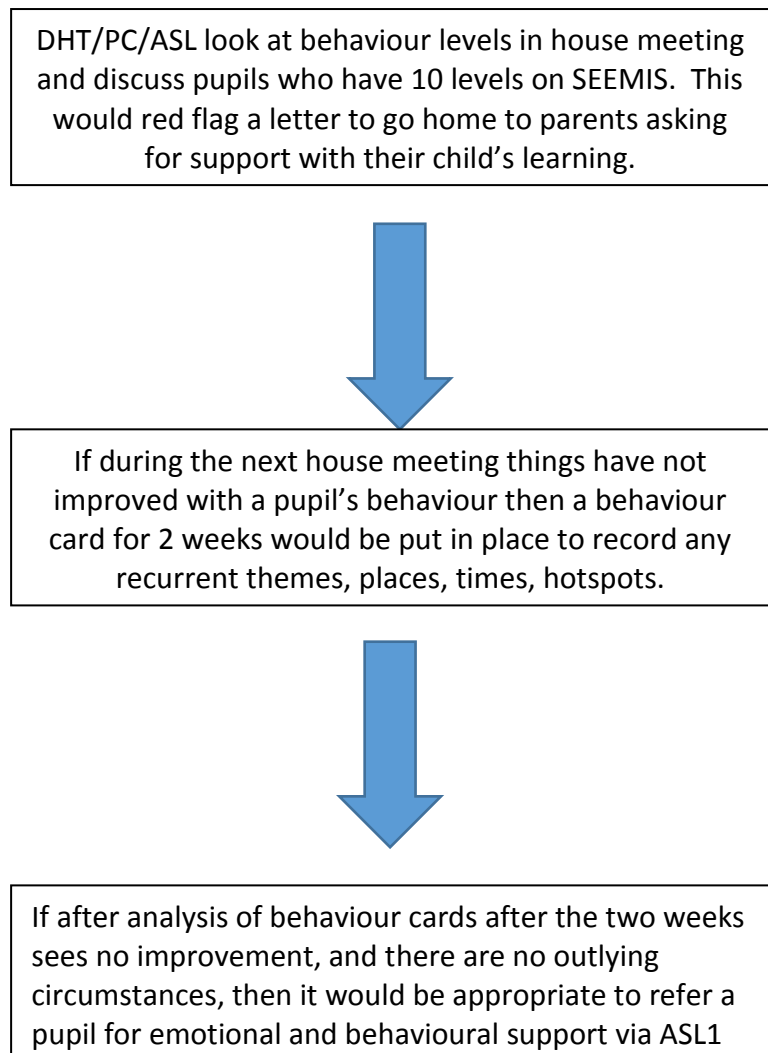 DHT/PC/ASL look at behaviour levels in house meeting
and discuss pupils who have 10 levels on SEEMIS.  This
would red flag a letter to go home to parents asking
for support with their child’s learning.
If during the next house meeting things have not
improved with a pupil’s behaviour then a behaviour
card for 2 weeks would be put in place to record any
recurrent themes, places, times, hotspots.
If after analysis of behaviour cards after the two weeks
sees no improvement, and there are no outlying
circumstances, then it would be appropriate to refer a
pupil for emotional and behavioural support via ASL1